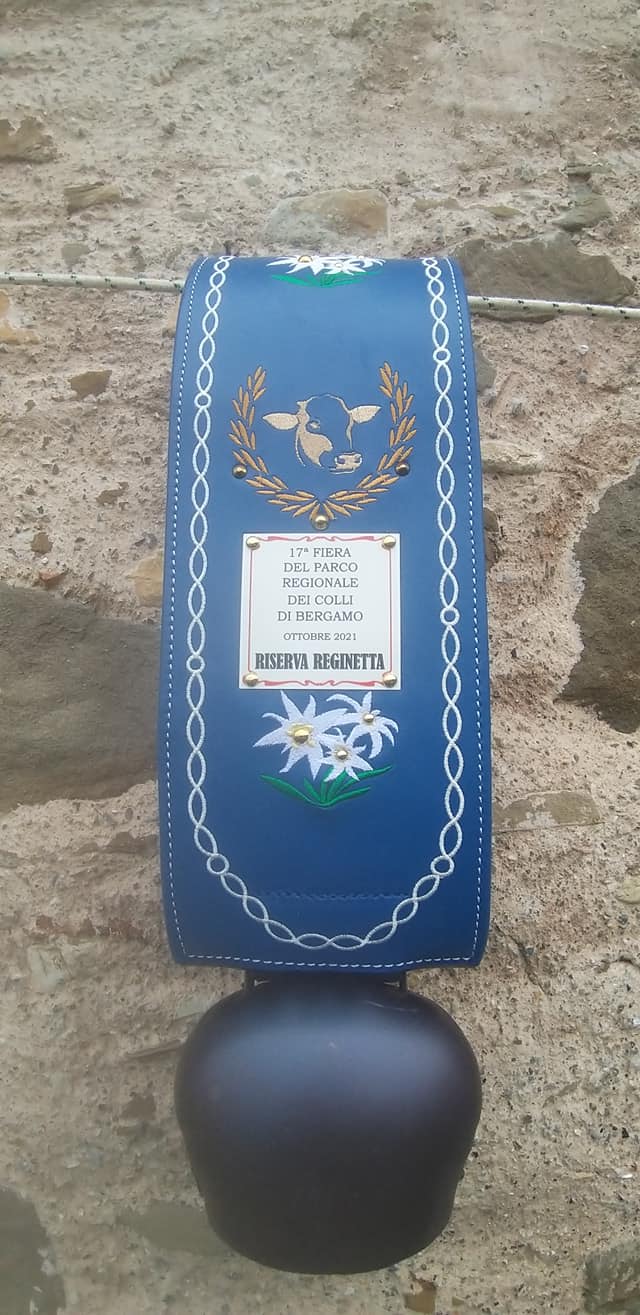 17ª FIERA
DEL PARCO
REGIONALE
DEI COLLI
DI BERGAMO
OTTOBRE 2021
RISERVA REGINETTA